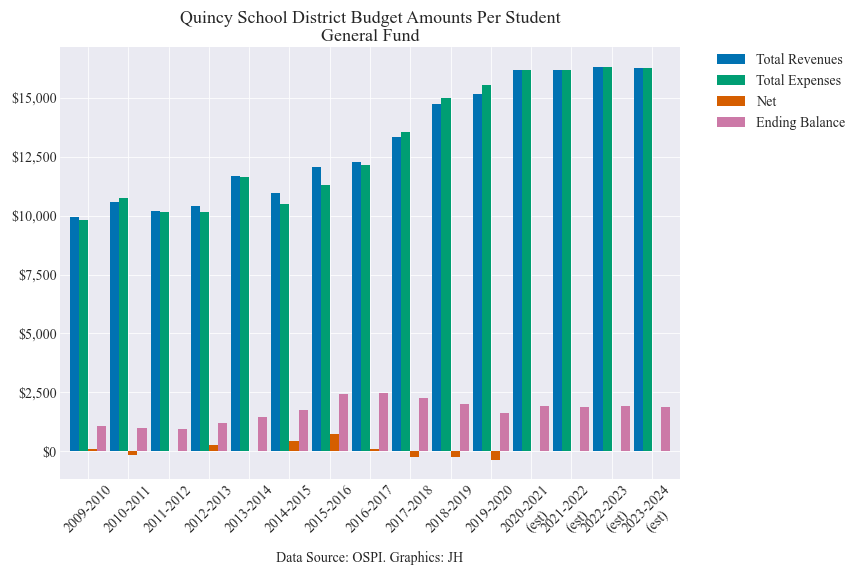 Quincy School District Budget Amounts Per Student
General Fund
Total Revenues
Total Expenses
Net
Ending Balance
$15,000
$12,500
$10,000
$7,500
$5,000
$2,500
$0
2009-2010
2010-2011
2011-2012
2012-2013
2013-2014
2014-2015
2015-2016
2016-2017
2017-2018
2018-2019
2019-2020
2020-2021
(est)
2021-2022
(est)
2022-2023
(est)
2023-2024
(est)
Data Source: OSPI. Graphics: JH